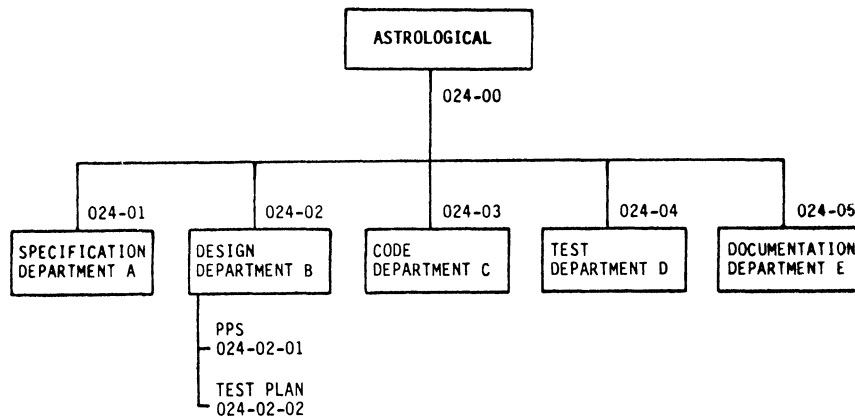 ASTROLOGICAL
024-00
024-01
SPECIFICATION
DEPARTMENT A
024-02
DESIGN
DEPARTMENT B
024-03
CODE
DEPARTMENT C
024-04
TEST
DEPARTMENT D
024-05
DOCUMENTATION
DEPARTMENT E
PPS
024-02-01
TEST PLAN
024-02-02